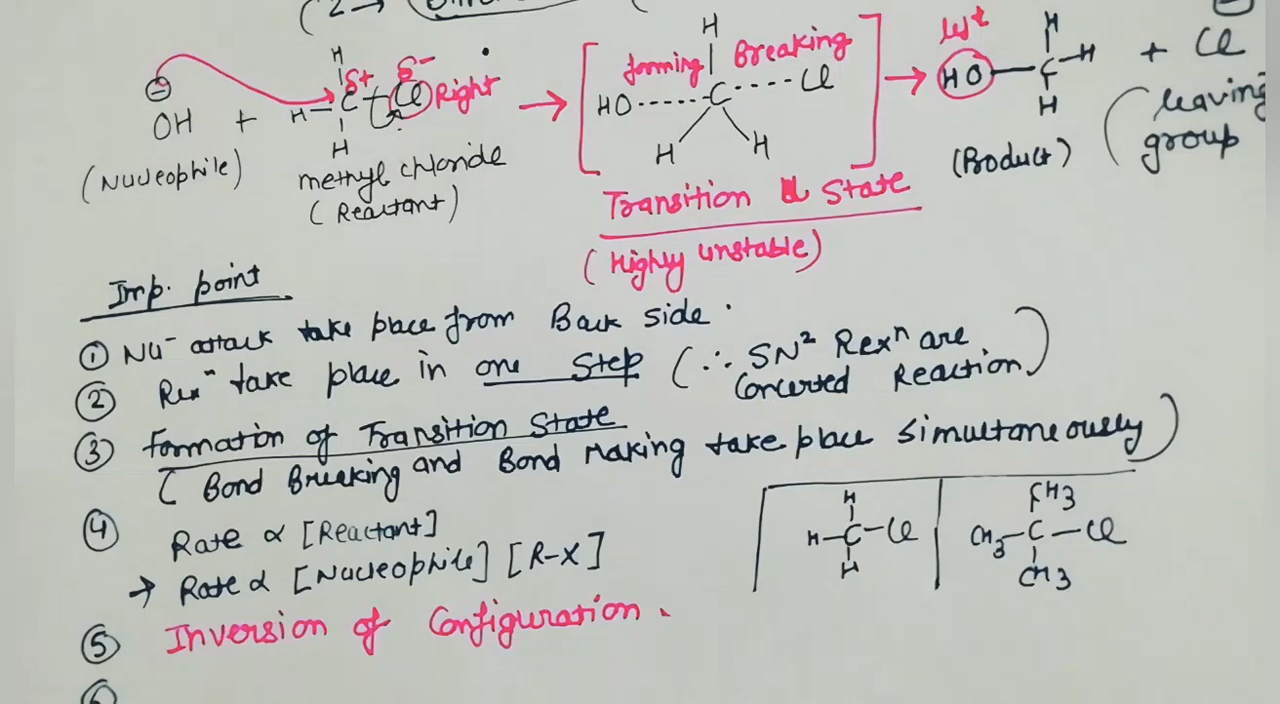 (2 →
H H H
δ+ δ- forming Breaking left
⊖ OH + H - C - Cl Right → [ HO ----- C ---- Cl ] → HO - C - H + Cl ⊖
H H H H
(Nucleophile) methyl chloride (Product) (leaving
(Reactant) group
Transition State
(Highly unstable)
Imp. point
① Nu⁻ attack take place from Back side.
② Rexⁿ take place in one Step (∴ SN² Rexⁿ are
Concerted Reaction)
③ Formation of Transition State
( Bond Breaking and Bond Making take place simultaneously)
④ Rate ∝ [Reactant]
→ Rate ∝ [Nucleophile] [R-X]
H CH3
H - C - Cl CH3 - C - Cl
H CH3
⑤ Inversion of Configuration.